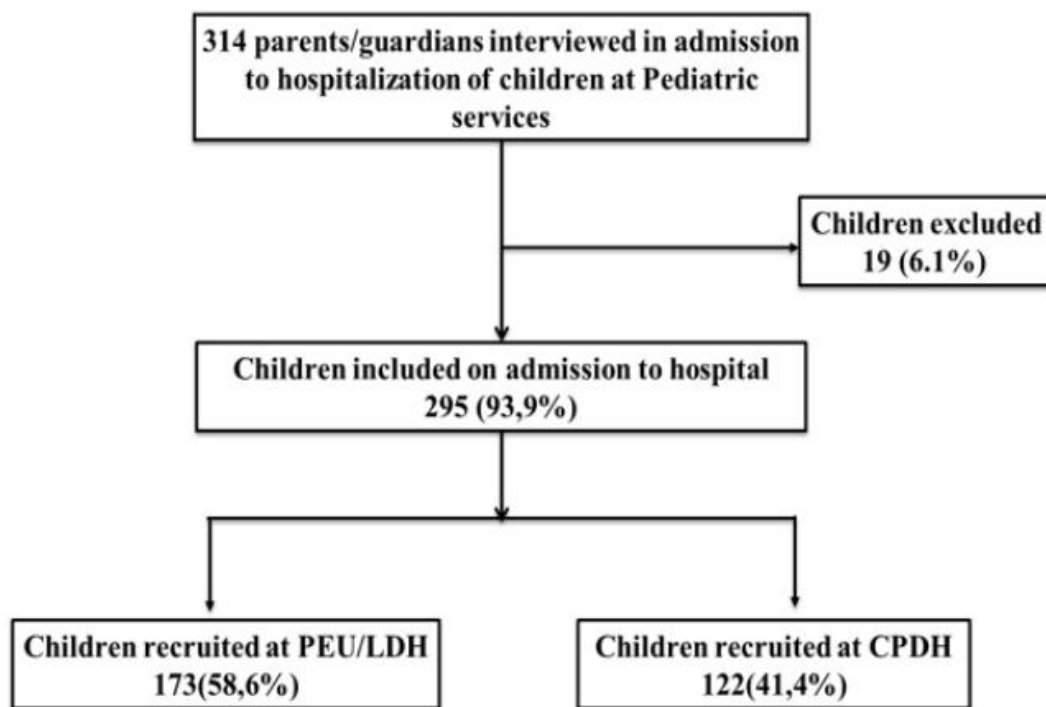 314 parents/guardians interviewed in admission
to hospitalization of children at Pediatric
services
Children excluded
19 (6.1%)
Children included on admission to hospital
295 (93,9%)
Children recruited at PEU/LDH
173(58,6%)
Children recruited at CPDH
122(41,4%)